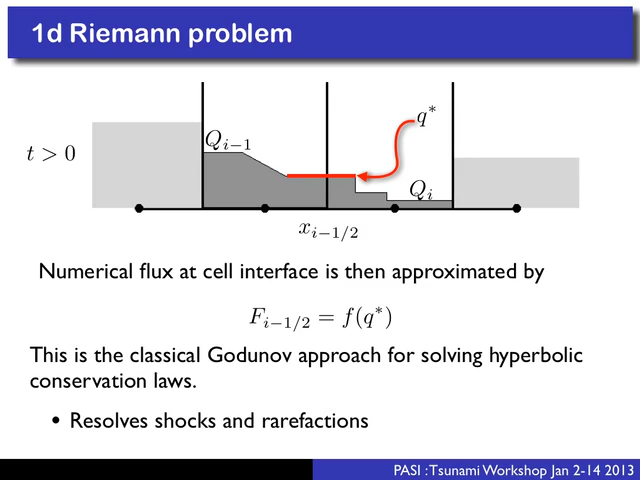 1d Riemann problem
q*
Q_{i−1}
t > 0
Q_i
x_{i−1/2}
Numerical flux at cell interface is then approximated by
F_{i−1/2} = f(q*)
This is the classical Godunov approach for solving hyperbolic
conservation laws.
• Resolves shocks and rarefactions
PASI : Tsunami Workshop Jan 2-14 2013